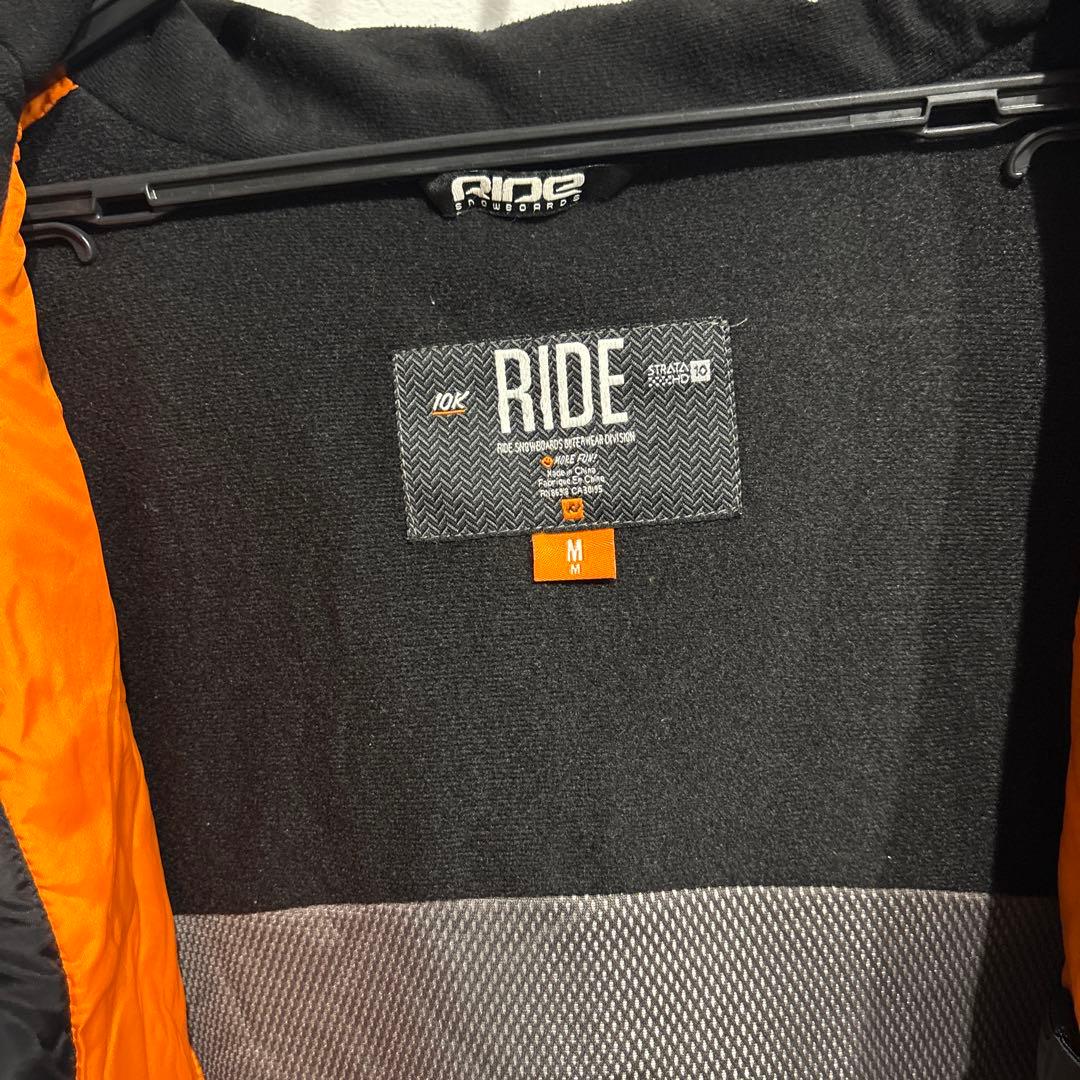 RIDE
SNOWBOARDS
10K
RIDE
STRATA
HD 10
RIDE SNOWBOARDS OUTERWEAR DIVISION
MORE FUN!
Made in China
Fabriqué En Chine
M
M